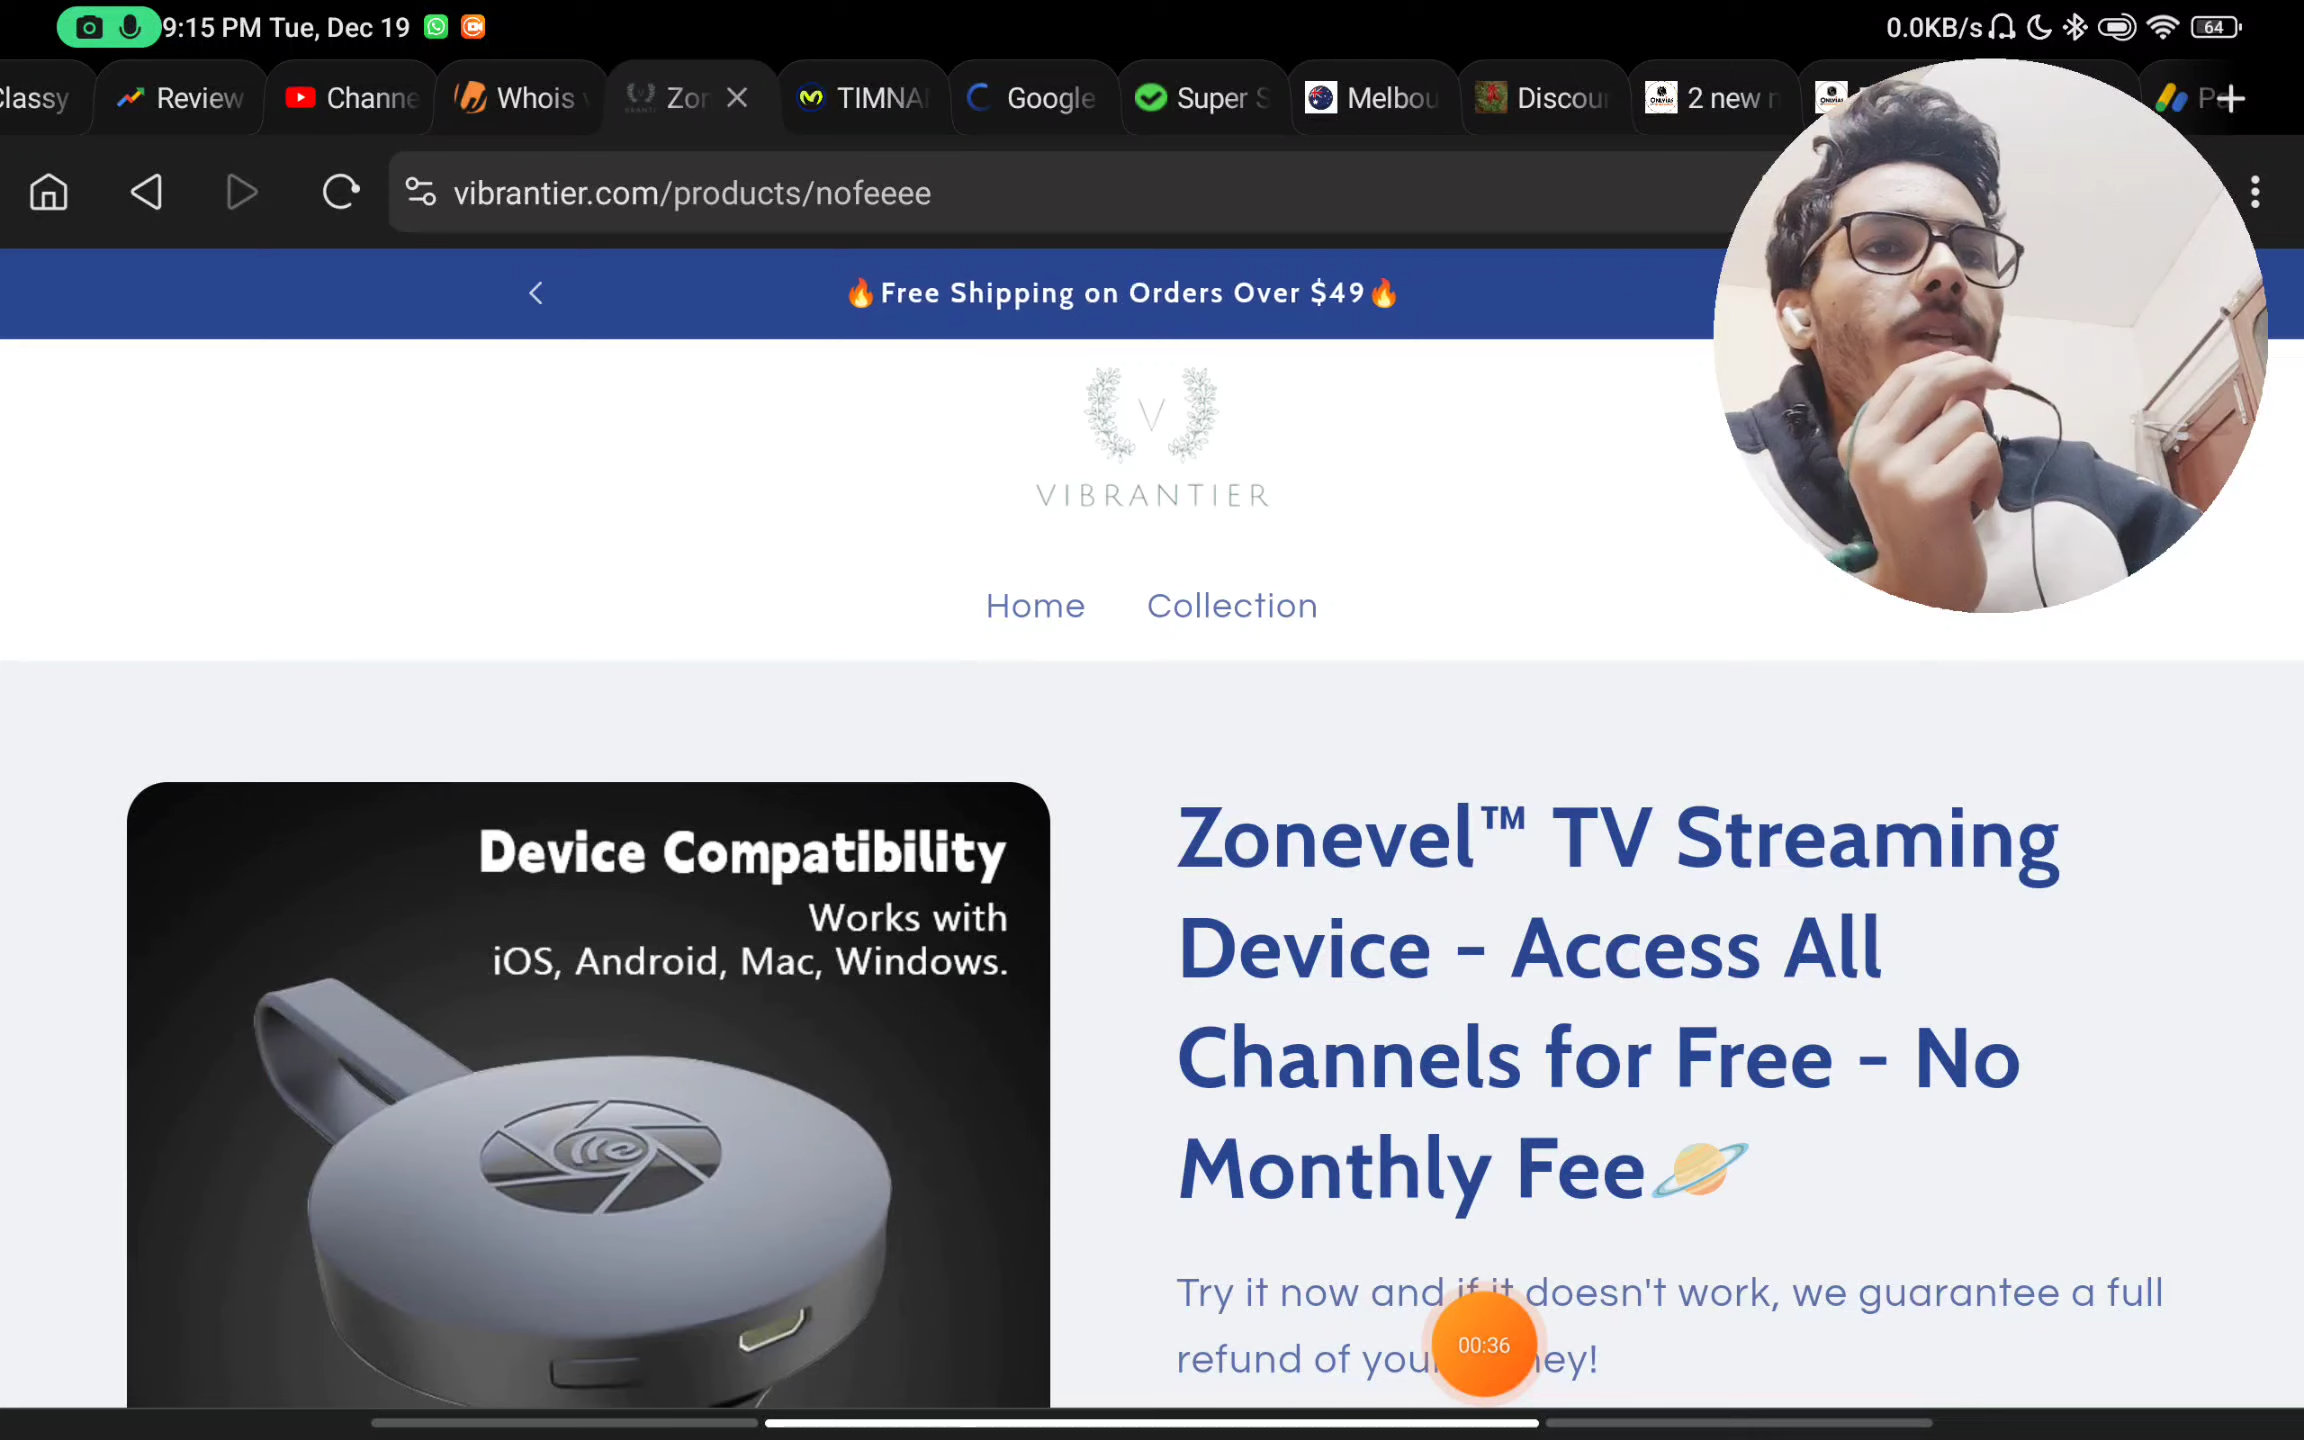 9:15 PM Tue, Dec 19
0.0KB/s
64
Classy
Review
Channe
Whois
Zon
TIMNA
Google
Super S
Melbou
Discou
2 new
vibrantier.com/products/nofeeee
🔥Free Shipping on Orders Over $49🔥
V
VIBRANTIER
Home Collection
Device Compatibility
Works with
iOS, Android, Mac, Windows.
Zonevel™ TV Streaming
Device - Access All
Channels for Free - No
Monthly Fee🪐
Try it now and if it doesn't work, we guarantee a full
refund of your ey!
00:36